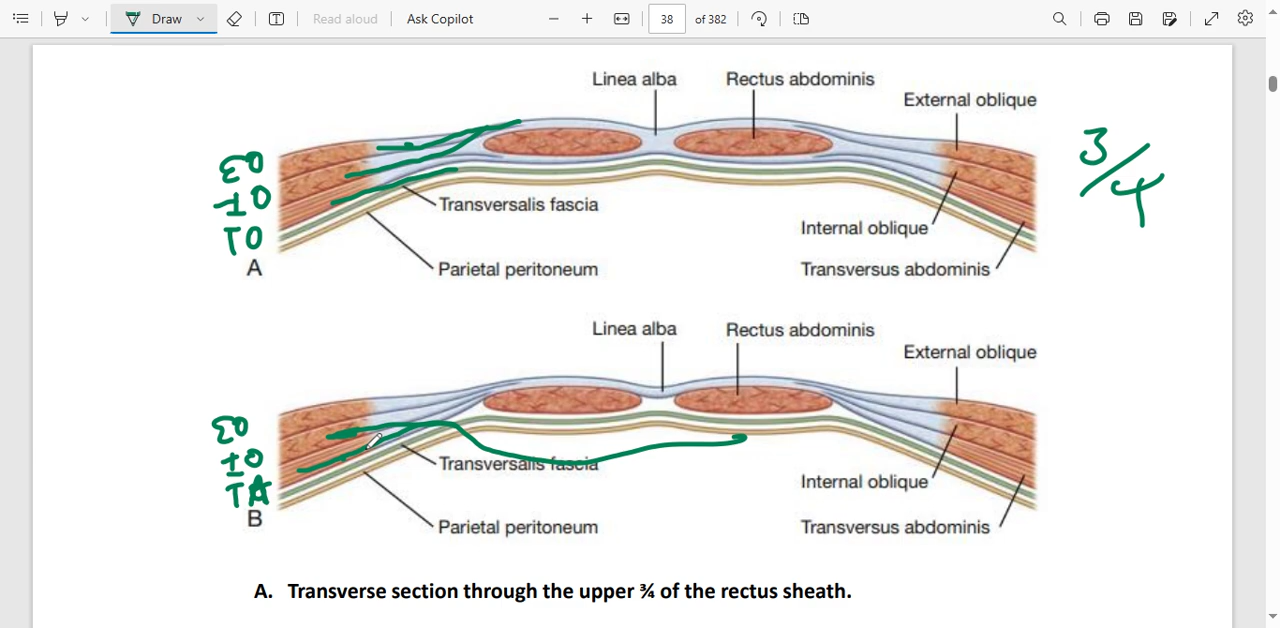 Draw
Read aloud
Ask Copilot
38 of 382
Linea alba
Rectus abdominis
External oblique
3/4
EO
IO
TO
A
Transversalis fascia
Internal oblique
Parietal peritoneum
Transversus abdominis
Linea alba
Rectus abdominis
External oblique
EO
IO
TA
B
Transversalis fascia
Internal oblique
Parietal peritoneum
Transversus abdominis
A. Transverse section through the upper ¾ of the rectus sheath.